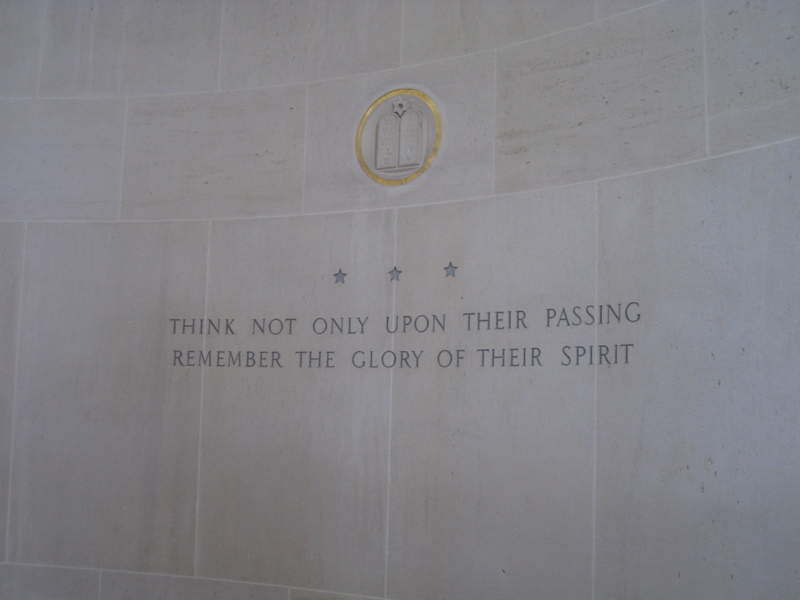 THINK NOT ONLY UPON THEIR PASSING
REMEMBER THE GLORY OF THEIR SPIRIT